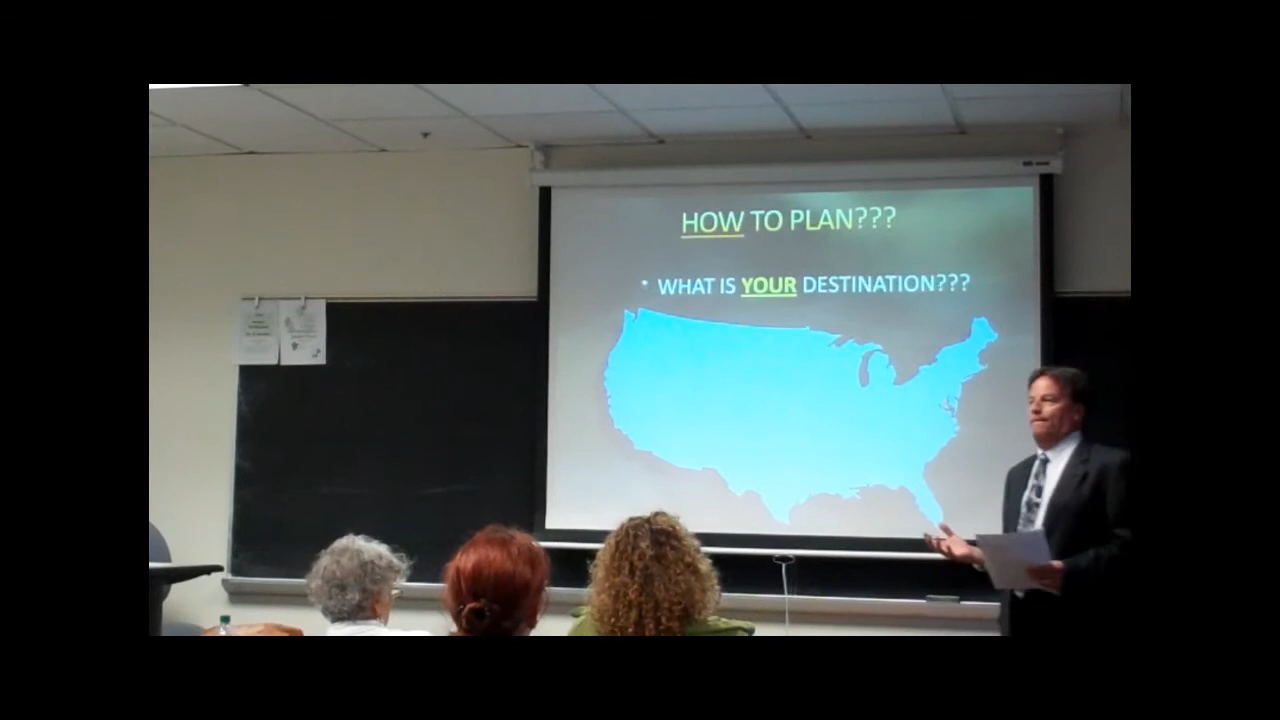 HOW TO PLAN???
• WHAT IS YOUR DESTINATION???